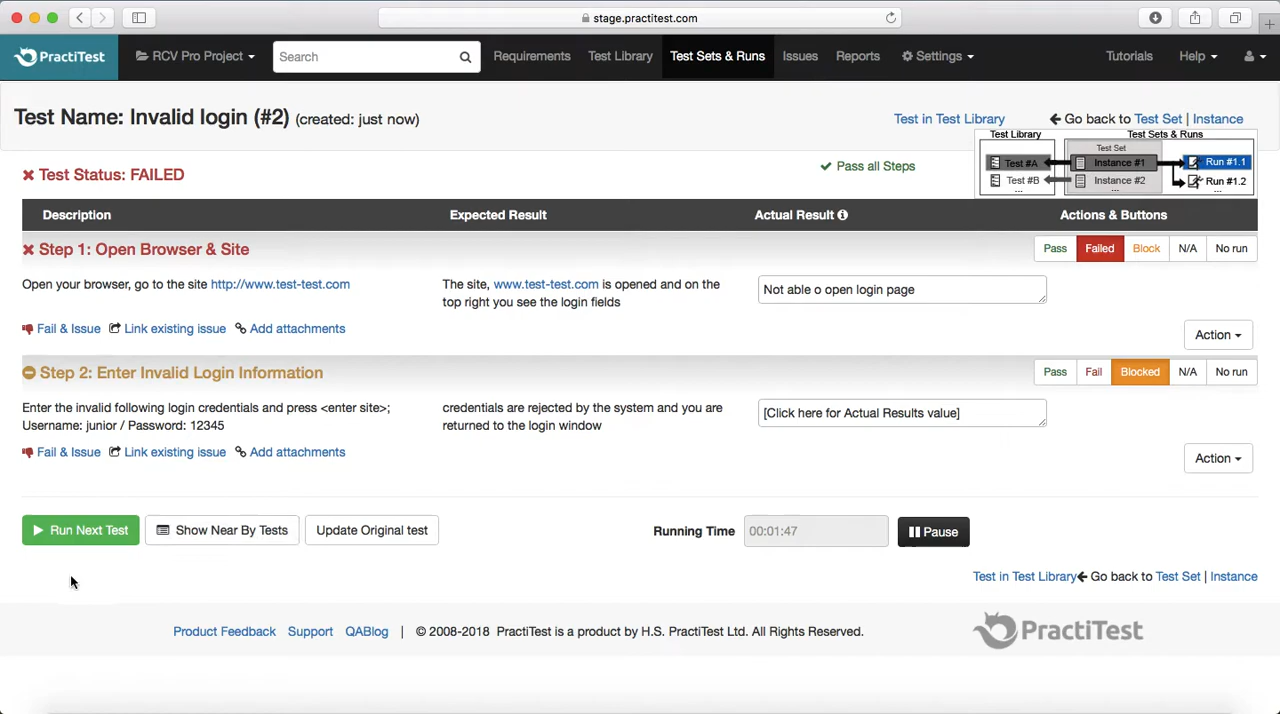 stage.practitest.com
PractiTest
RCV Pro Project
Search
Requirements
Test Library
Test Sets & Runs
Issues
Reports
Settings
Tutorials
Help
Test Name: Invalid login (#2) (created: just now)
Test in Test Library
Go back to Test Set | Instance
Test Library
Test Sets & Runs
Test Set
Test #A
Instance #1
Run #1.1
Test #B
Instance #2
Run #1.2
...
...
...
Test Status: FAILED
Pass all Steps
Description
Expected Result
Actual Result
Actions & Buttons
Step 1: Open Browser & Site
Pass
Failed
Block
N/A
No run
Open your browser, go to the site http://www.test-test.com
The site, www.test-test.com is opened and on the
top right you see the login fields
Not able o open login page
Fail & Issue
Link existing issue
Add attachments
Action
Step 2: Enter Invalid Login Information
Pass
Fail
Blocked
N/A
No run
Enter the invalid following login credentials and press <enter site>;
Username: junior / Password: 12345
credentials are rejected by the system and you are
returned to the login window
[Click here for Actual Results value]
Fail & Issue
Link existing issue
Add attachments
Action
Run Next Test
Show Near By Tests
Update Original test
Running Time
00:01:47
Pause
Test in Test Library
Go back to Test Set | Instance
Product Feedback
Support
QABlog
|
© 2008-2018 PractiTest is a product by H.S. PractiTest Ltd. All Rights Reserved.
PractiTest